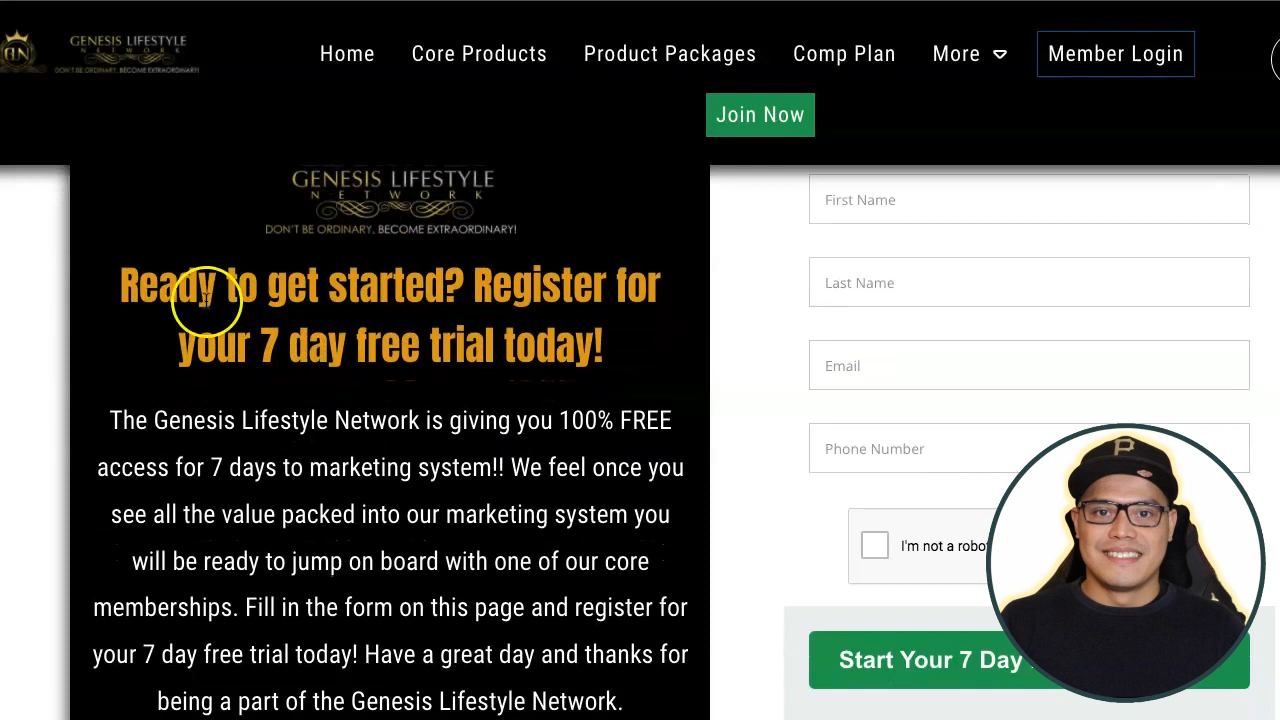 GLN
GENESIS LIFESTYLE
NETWORK
DON'T BE ORDINARY, BECOME EXTRAORDINARY!
Home
Core Products
Product Packages
Comp Plan
More
Member Login
Join Now
GENESIS LIFESTYLE
NETWORK
DON'T BE ORDINARY, BECOME EXTRAORDINARY!
Ready to get started? Register for
your 7 day free trial today!
The Genesis Lifestyle Network is giving you 100% FREE
access for 7 days to marketing system!! We feel once you
see all the value packed into our marketing system you
will be ready to jump on board with one of our core
memberships. Fill in the form on this page and register for
your 7 day free trial today! Have a great day and thanks for
being a part of the Genesis Lifestyle Network.
First Name
Last Name
Email
Phone Number
I'm not a robo
Start Your 7 Day
P